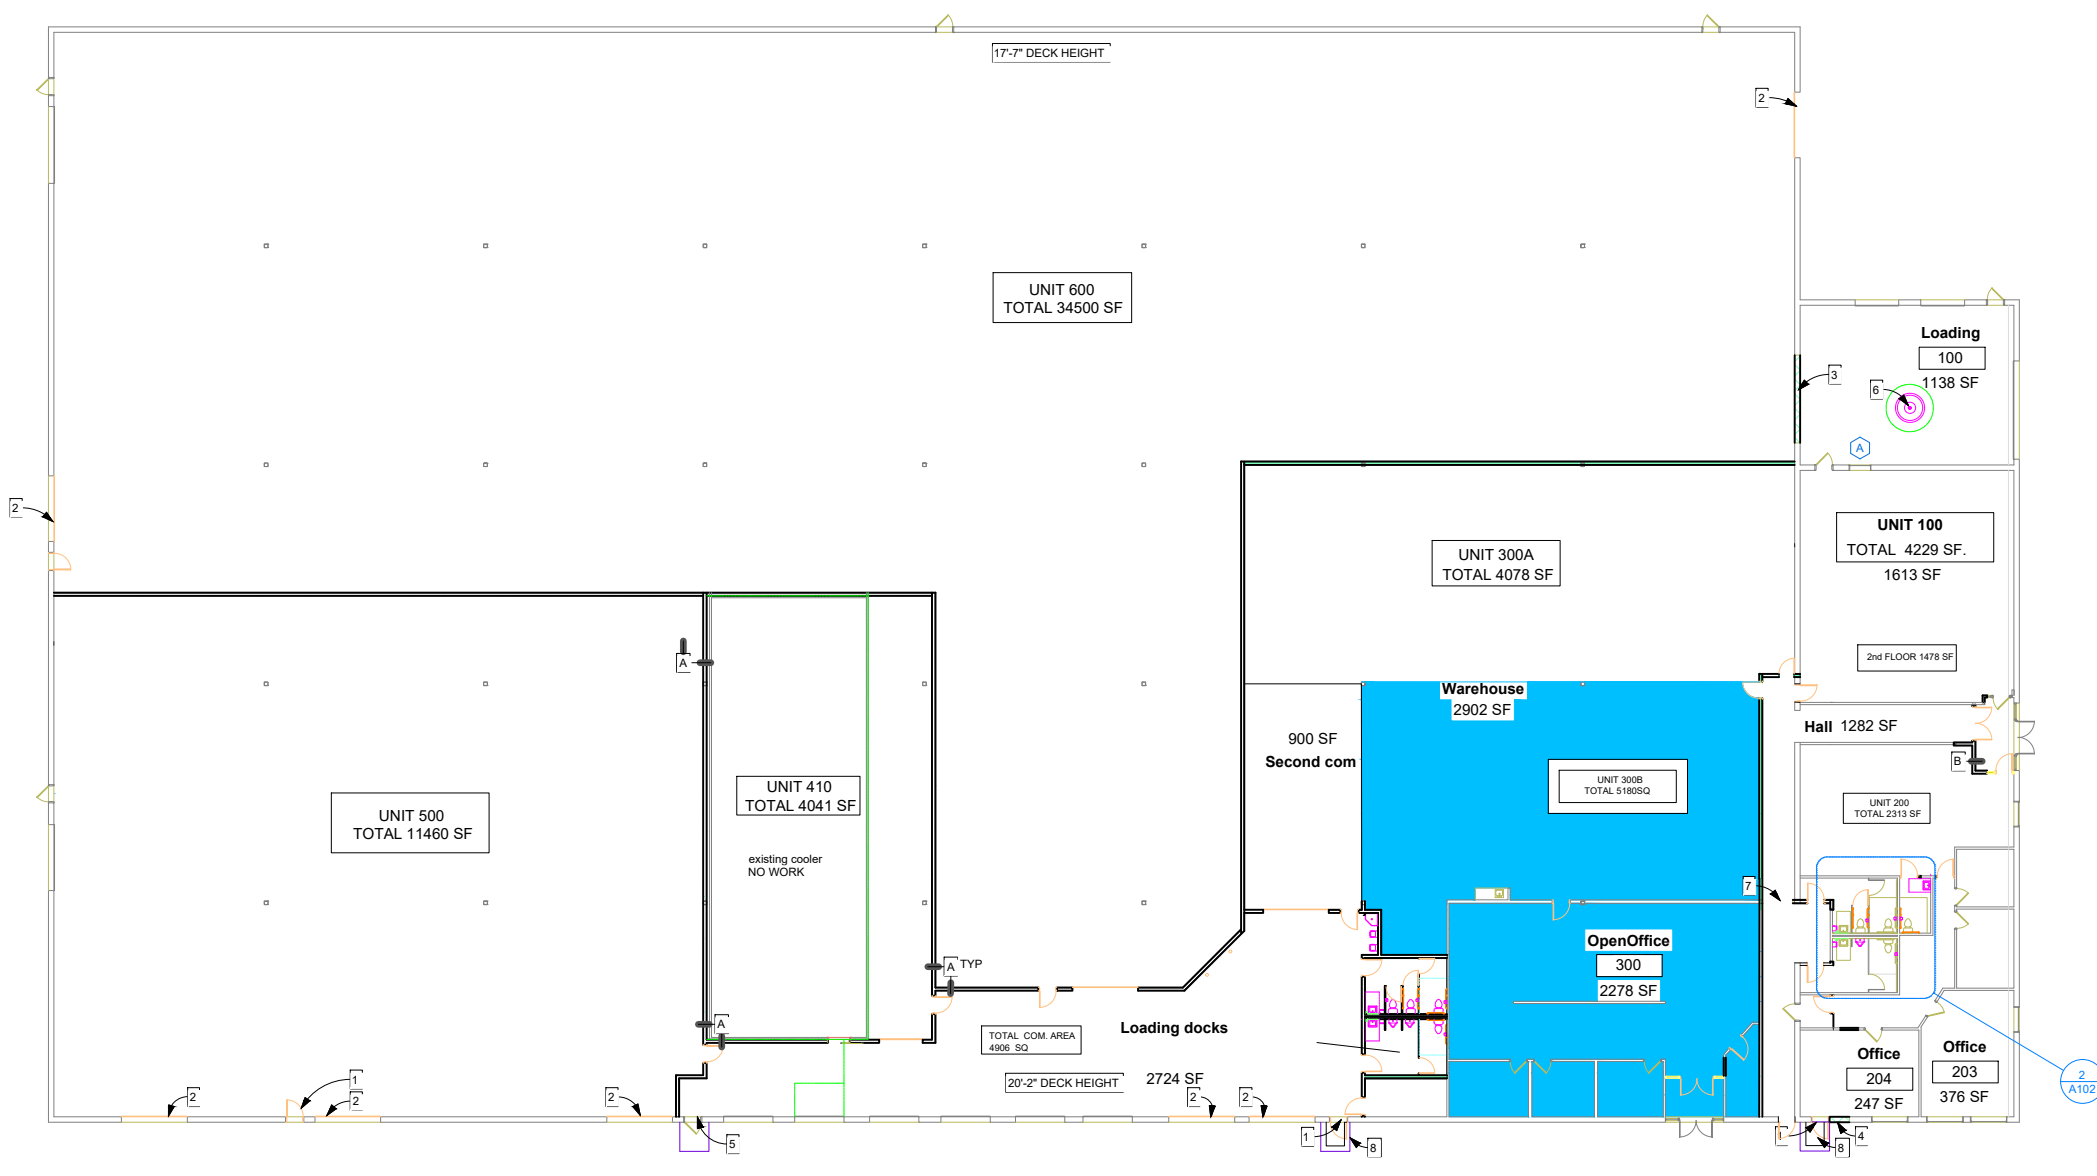 17'-7" DECK HEIGHT
2
UNIT 600
TOTAL 34500 SF
Loading
100
1138 SF
3
6
A
2
UNIT 100
TOTAL 4229 SF.
1613 SF
UNIT 300A
TOTAL 4078 SF
2nd FLOOR 1478 SF
A
Warehouse
2902 SF
Hall 1282 SF
900 SF
Second com
B
UNIT 300B
TOTAL 5180SQ
UNIT 410
TOTAL 4041 SF
UNIT 500
TOTAL 11460 SF
UNIT 200
TOTAL 2313 SF
existing cooler
NO WORK
7
OpenOffice
300
2278 SF
A TYP
A
Loading docks
TOTAL COM. AREA
4906 SQ
20'-2" DECK HEIGHT
2724 SF
Office
204
247 SF
Office
203
376 SF
2
A102
1
2
2
2
2
2
5
1
8
4
8